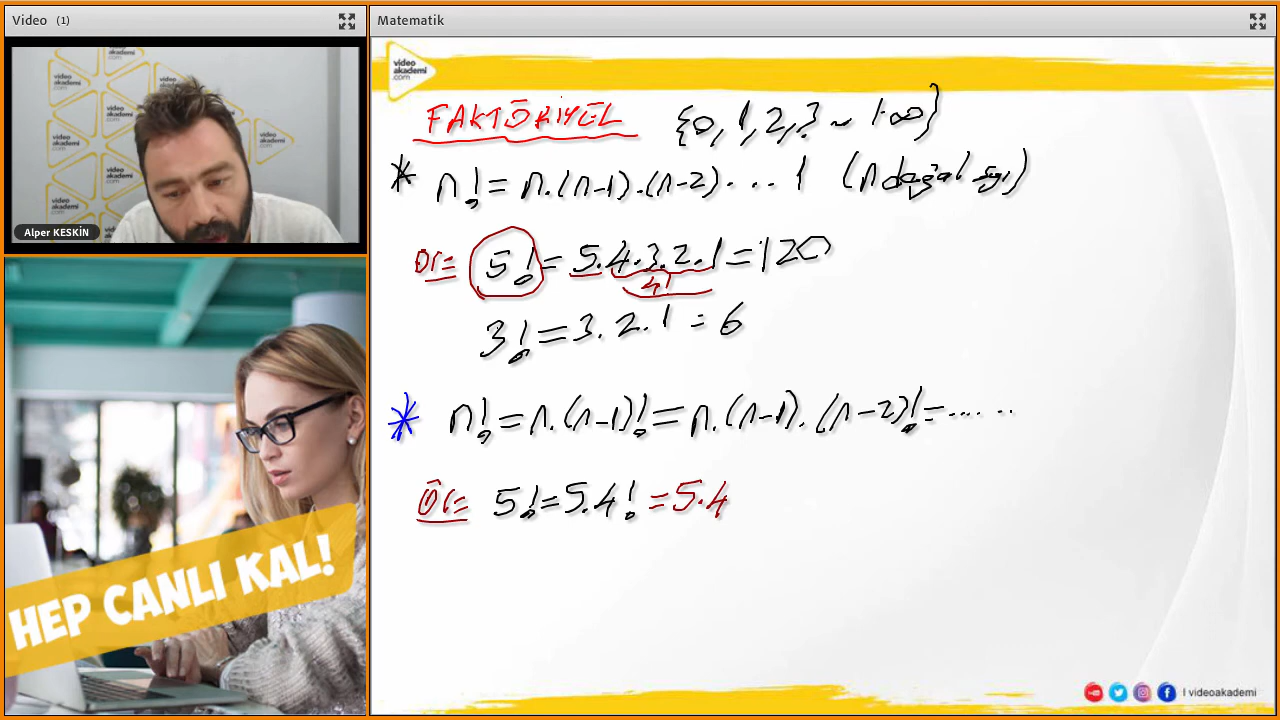 Video (1)
Matematik
video
akademi
.com
FAKTÖRİYEL {0, 1, 2, 3 ~ +∞}
* n! = n.(n-1).(n-2)... 1 (n doğal sayı)
Ör= 5! = 5.4.3.2.1 = 120
4!
3! = 3.2.1 = 6
* n! = n.(n-1)! = n.(n-1).(n-2)! = ......
Ör= 5! = 5.4! = 5.4
Alper KESKİN
HEP CANLI KAL!
| videoakademi